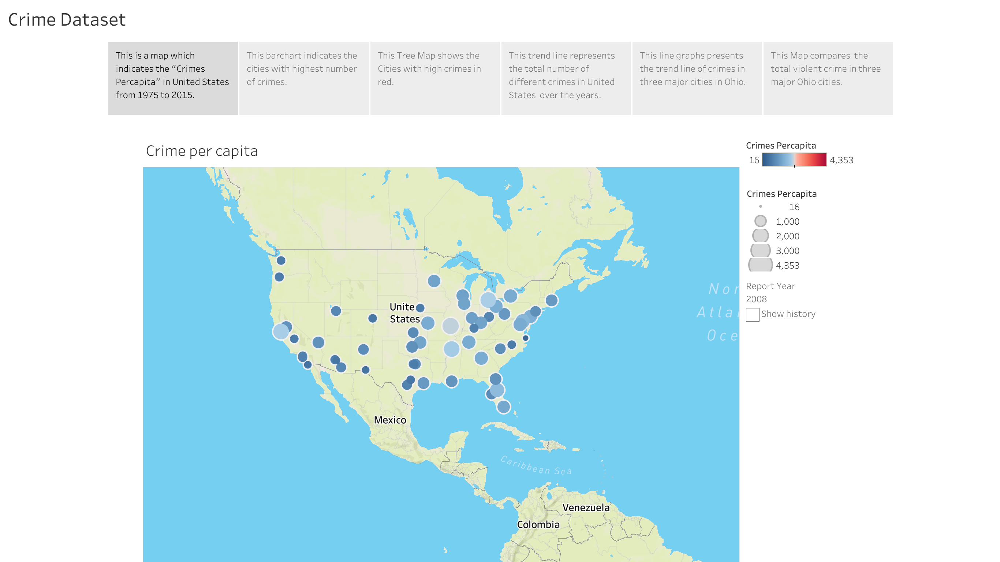 Crime Dataset
This is a map which
indicates the "Crimes
Percapita" in United States
from 1975 to 2015.
This barchart indicates the
cities with highest number
of crimes.
This Tree Map shows the
Cities with high crimes in
red.
This trend line represents
the total number of
different crimes in United
States  over the years.
This line graphs presents
the trend line of crimes in
three major cities in Ohio.
This Map compares  the
total violent crime in three
major Ohio cities.
Crime per capita
Crimes Percapita
16 4,353
Crimes Percapita
16
1,000
2,000
3,000
4,353
Report Year
2008
Show history
Unite
States
Mexico
Nor
Atla
Oce
Caribbean Sea
Venezuela
Colombia